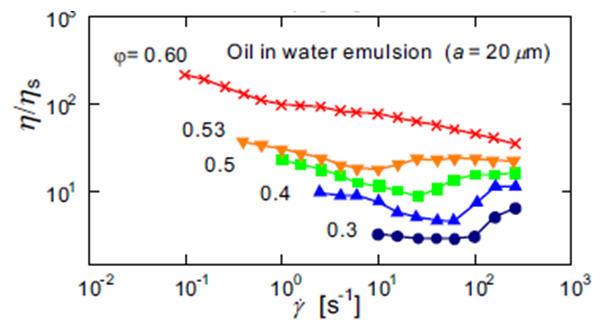 10³
φ= 0.60 Oil in water emulsion (a = 20 μm)
10²
η/ηₛ
0.53
0.5
10¹
0.4
0.3
10⁻² 10⁻¹ 10⁰ 10¹ 10² 10³
γ̇ [s⁻¹]